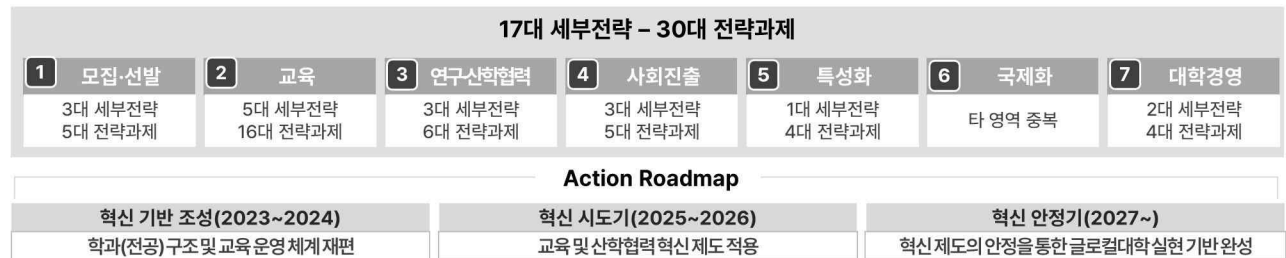 17대 세부전략 – 30대 전략과제
1 모집·선발
3대 세부전략
5대 전략과제
2 교육
5대 세부전략
16대 전략과제
3 연구·산학협력
3대 세부전략
6대 전략과제
4 사회진출
3대 세부전략
5대 전략과제
5 특성화
1대 세부전략
4대 전략과제
6 국제화
타 영역 중복
7 대학경영
2대 세부전략
4대 전략과제
Action Roadmap
혁신 기반 조성(2023~2024)
학과(전공) 구조 및 교육 운영 체계 재편
혁신 시도기(2025~2026)
교육 및 산학협력 혁신 제도 적용
혁신 안정기(2027~)
혁신 제도의 안정을 통한 글로컬대학 실현 기반 완성